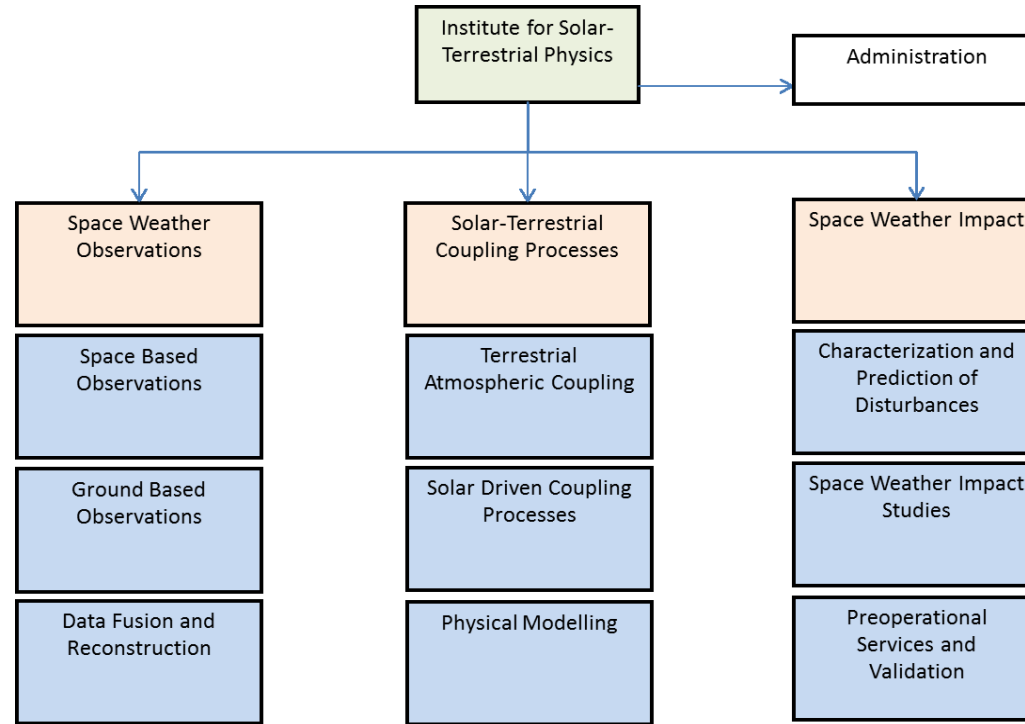 Institute for Solar-
Terrestrial Physics
Administration
Space Weather
Observations
Space Based
Observations
Ground Based
Observations
Data Fusion and
Reconstruction
Solar-Terrestrial
Coupling Processes
Terrestrial
Atmospheric Coupling
Solar Driven Coupling
Processes
Physical Modelling
Space Weather Impact
Characterization and
Prediction of
Disturbances
Space Weather Impact
Studies
Preoperational
Services and
Validation